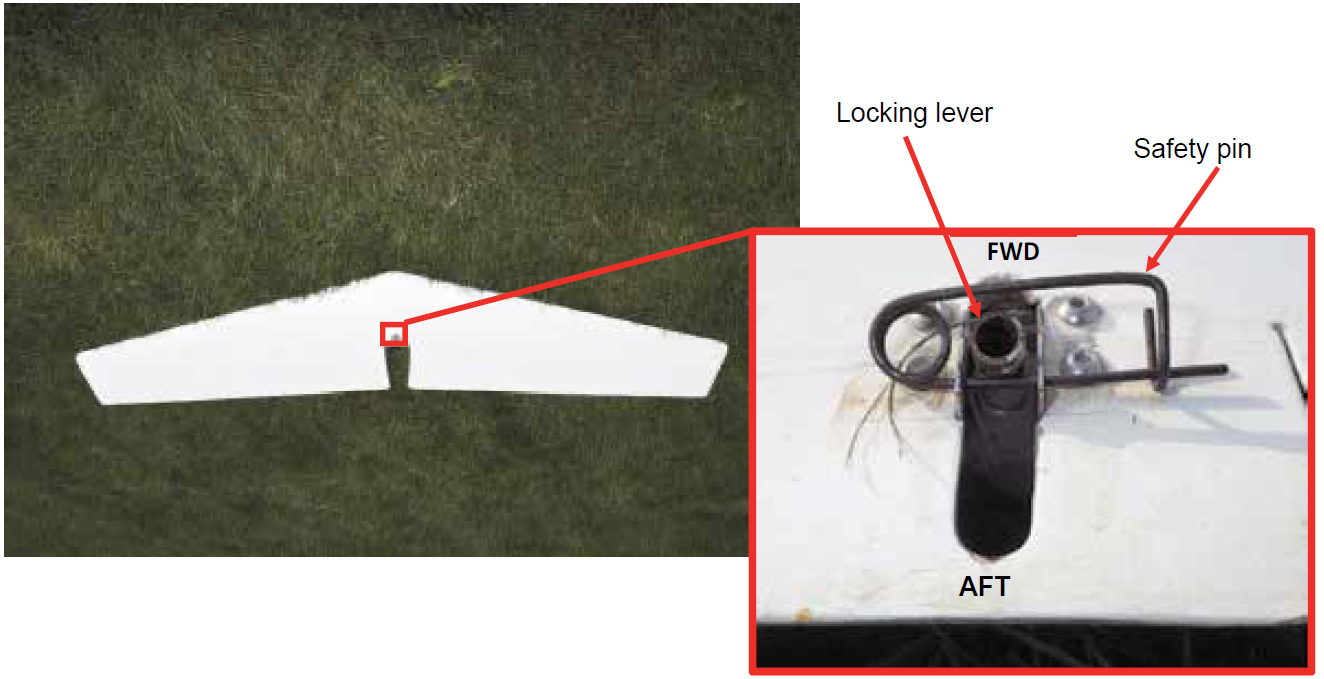 Locking lever
Safety pin
FWD
AFT